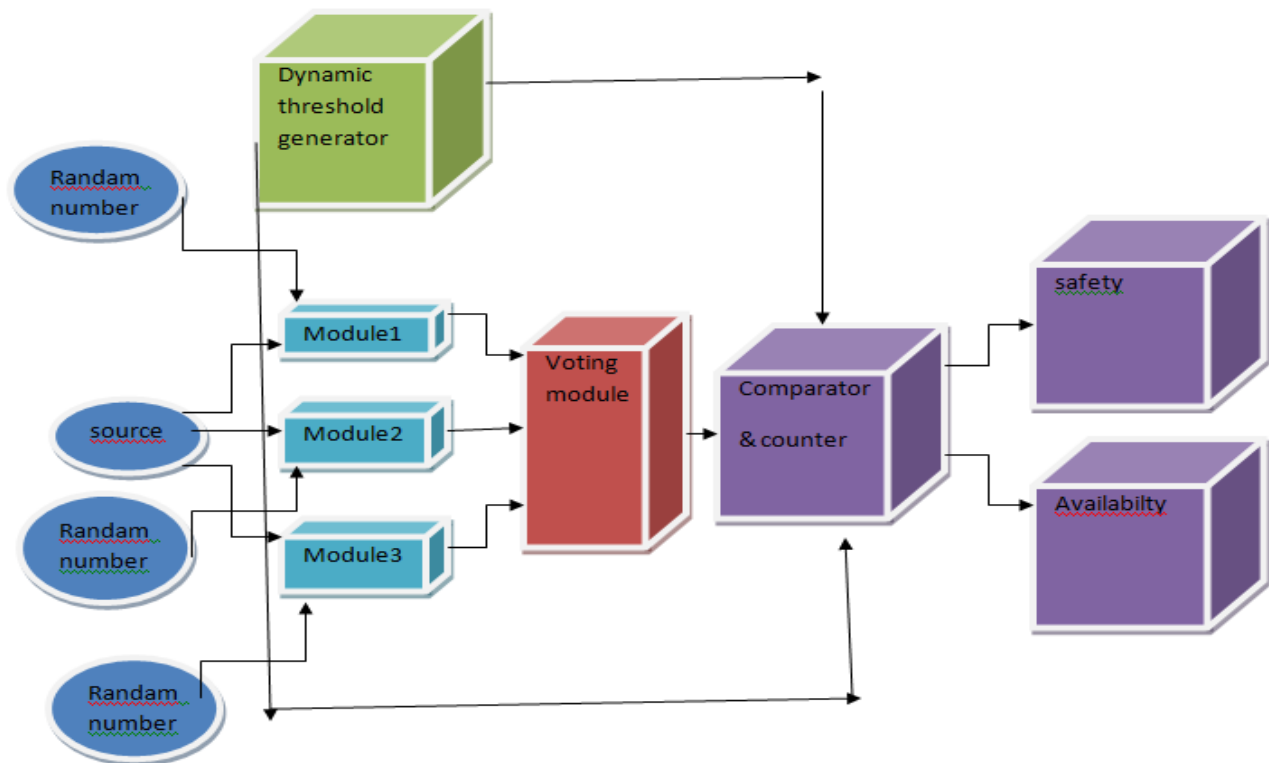 Dynamic
threshold
generator
Randam
number
safety
Module1
Voting
module
Comparator
& counter
source
Module2
Availabilty
Randam
number
Module3
Randam
number